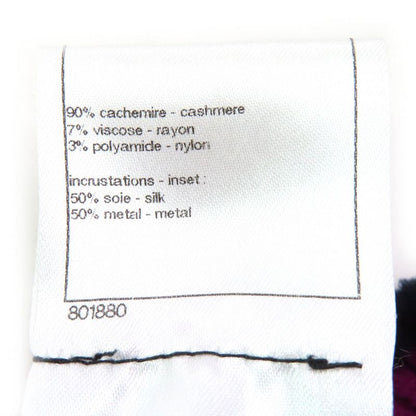 90% cachemire - cashmere
7% viscose - rayon
3% polyamide - nylon
incrustations - inset :
50% soie - silk
50% metal - metal
801880